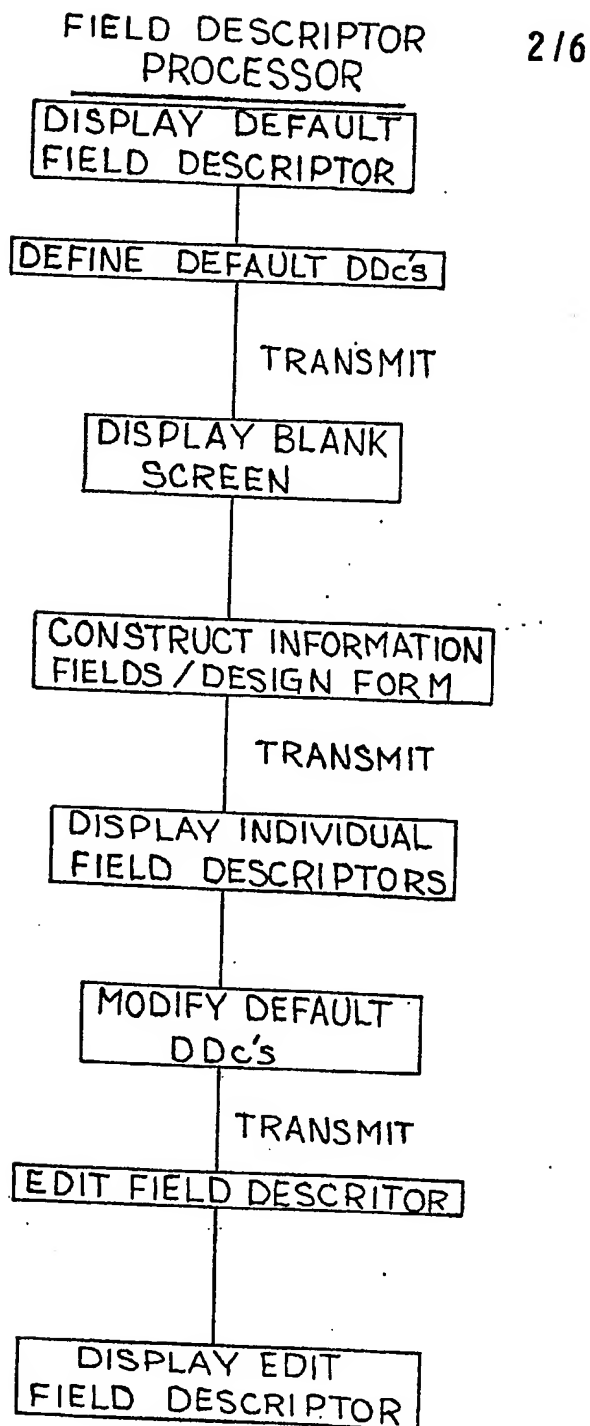 FIELD DESCRIPTOR
PROCESSOR
2/6
DISPLAY DEFAULT
FIELD DESCRIPTOR
DEFINE DEFAULT DDc's
TRANSMIT
DISPLAY BLANK
SCREEN
CONSTRUCT INFORMATION
FIELDS / DESIGN FORM
TRANSMIT
DISPLAY INDIVIDUAL
FIELD DESCRIPTORS
MODIFY DEFAULT
DDc's
TRANSMIT
EDIT FIELD DESCRITOR
DISPLAY EDIT
FIELD DESCRIPTOR